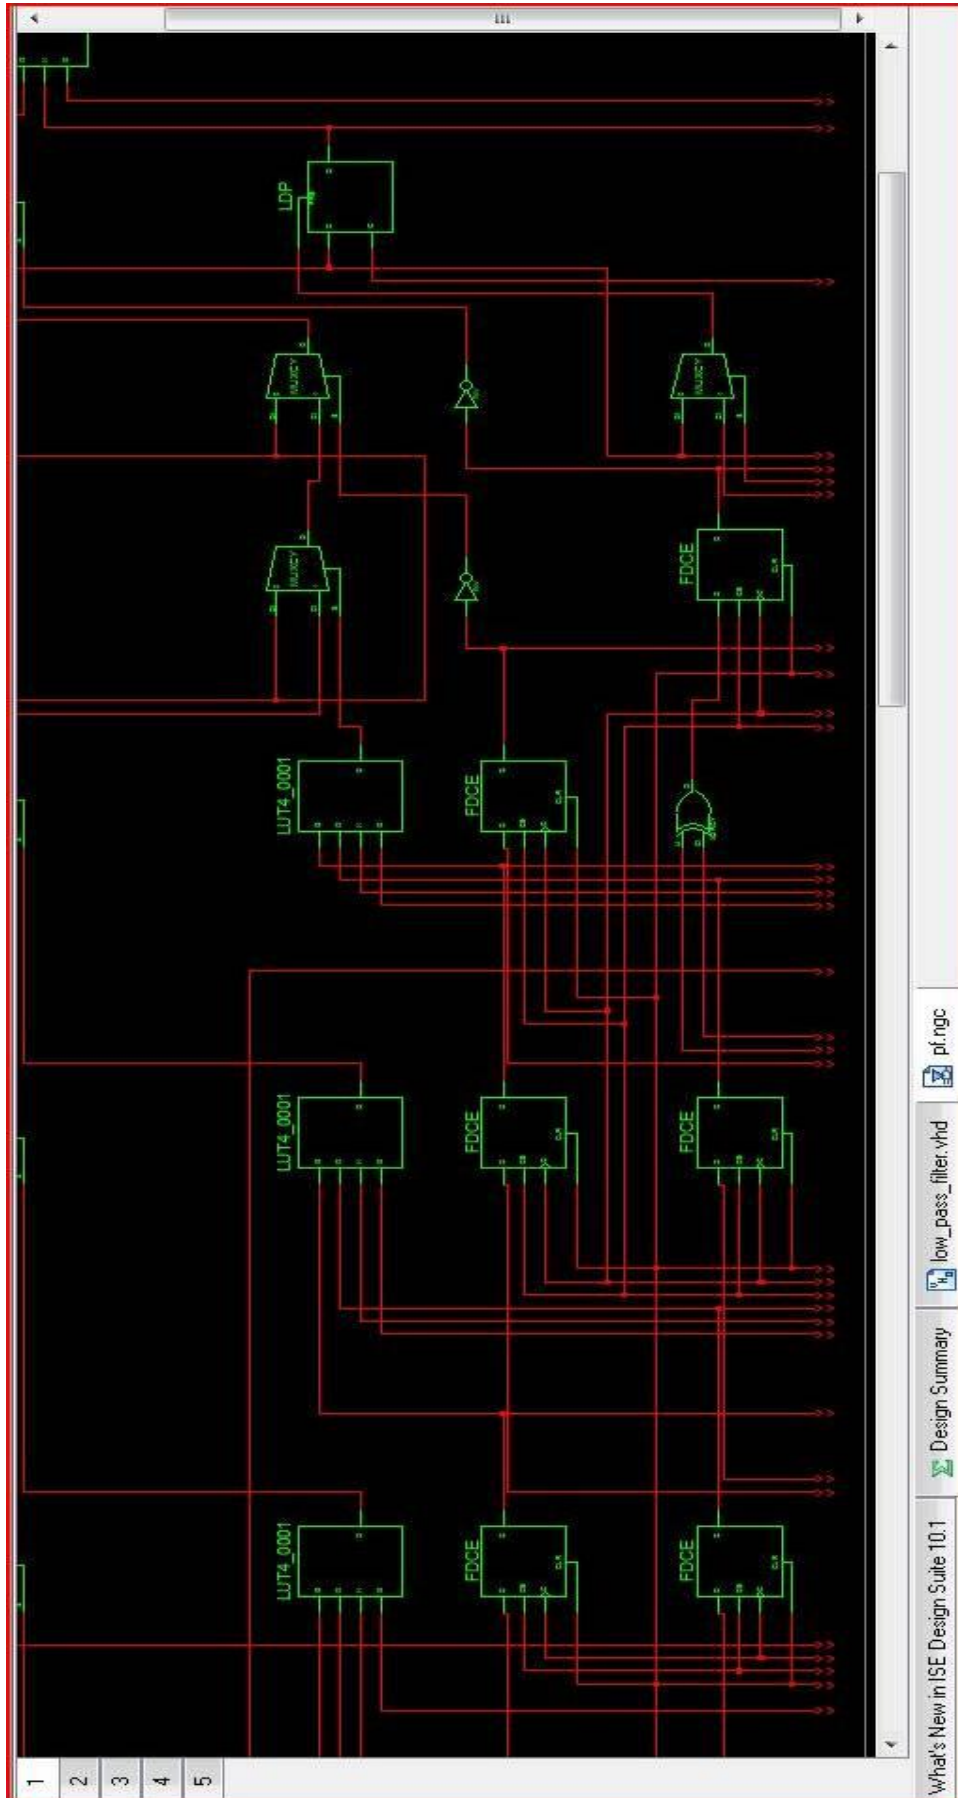 1
2
3
4
5
LUT4_0001
LUT4_0001
LUT4_0001
MUXCY
MUXCY
LDP
FDCE
FDCE
FDCE
FDCE
FDCE
FDCE
MUXCY
What's New in ISE Design Suite 10.1
Design Summary
low_pass_filter.vhd
pf.ngc